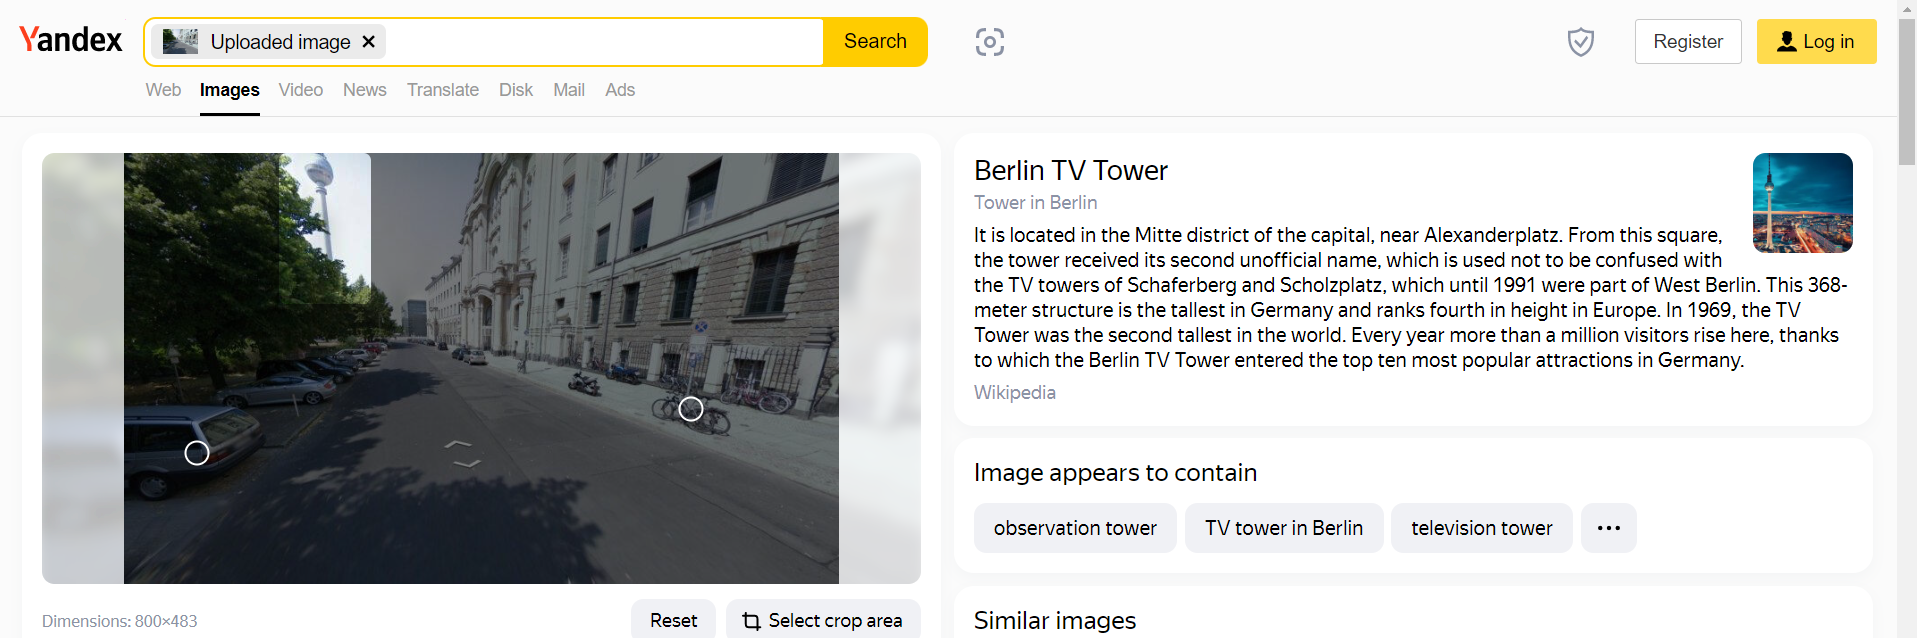 Yandex
Uploaded image
Search
Register
Log in
Web Images Video News Translate Disk Mail Ads
Berlin TV Tower
Tower in Berlin
It is located in the Mitte district of the capital, near Alexanderplatz. From this square,
the tower received its second unofficial name, which is used not to be confused with
the TV towers of Schaferberg and Scholzplatz, which until 1991 were part of West Berlin. This 368-
meter structure is the tallest in Germany and ranks fourth in height in Europe. In 1969, the TV
Tower was the second tallest in the world. Every year more than a million visitors rise here, thanks
to which the Berlin TV Tower entered the top ten most popular attractions in Germany.
Wikipedia
Image appears to contain
observation tower
TV tower in Berlin
television tower
Dimensions: 800×483
Reset
Select crop area
Similar images